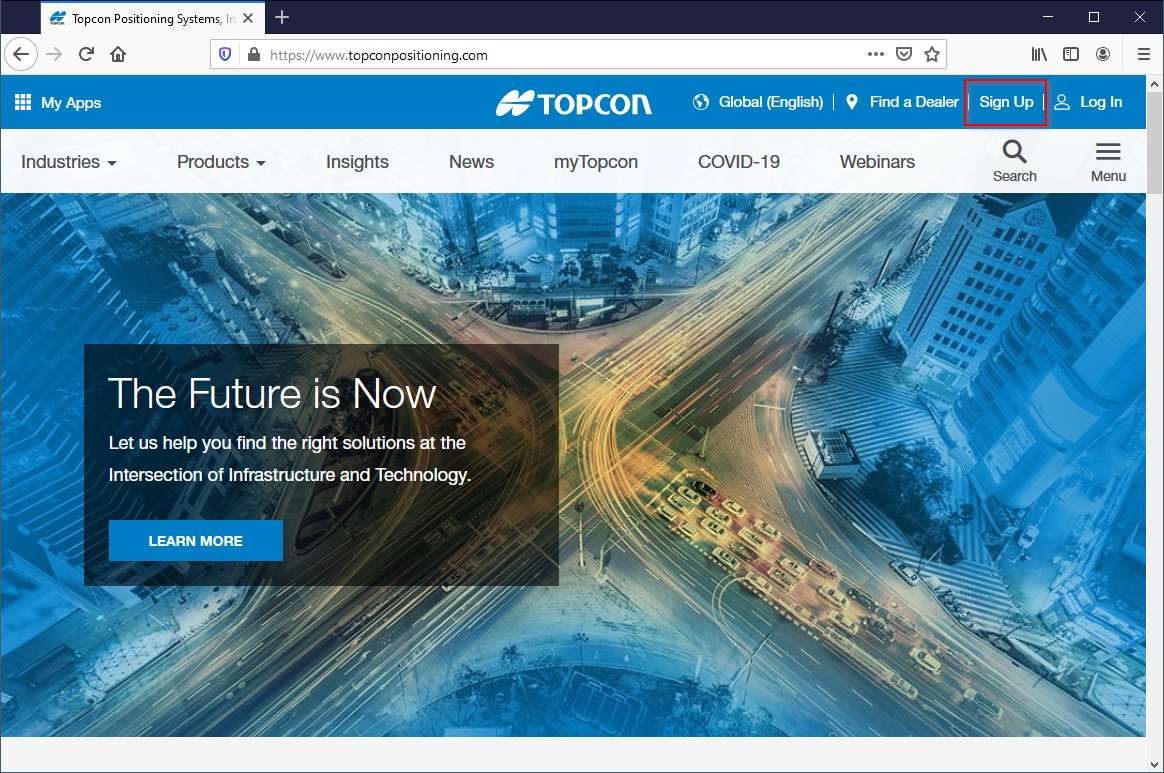 Topcon Positioning Systems, In
https://www.topconpositioning.com
My Apps
TOPCON
Global (English)
Find a Dealer
Sign Up
Log In
Industries
Products
Insights
News
myTopcon
COVID-19
Webinars
Search
Menu
The Future is Now
Let us help you find the right solutions at the
Intersection of Infrastructure and Technology.
LEARN MORE